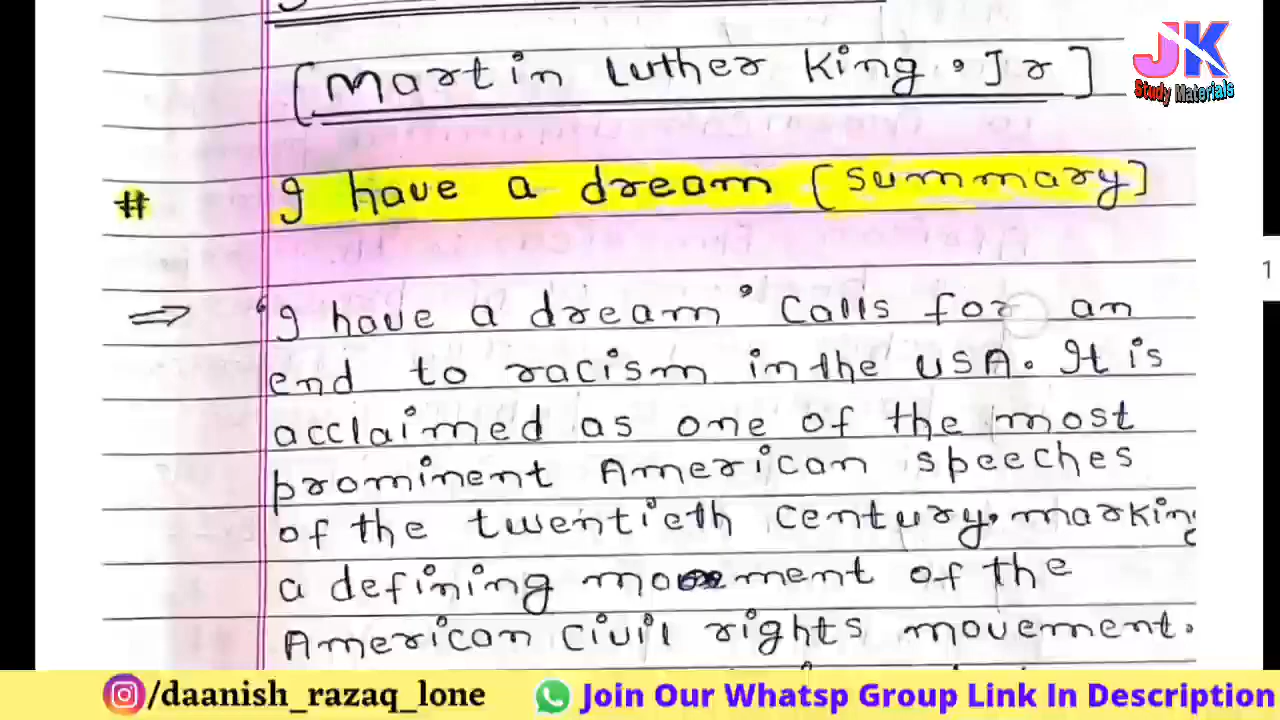 [Martin Luther King. Jr]
JK
Study Materials
# I have a dream [Summary]
⇒ 'I have a dream' calls for an
end to racism in the USA. It is
acclaimed as one of the most
prominent American speeches
of the twentieth century, marking
a defining moment of the
American civil rights movement.
1
/daanish_razaq_lone
Join Our Whatsp Group Link In Description